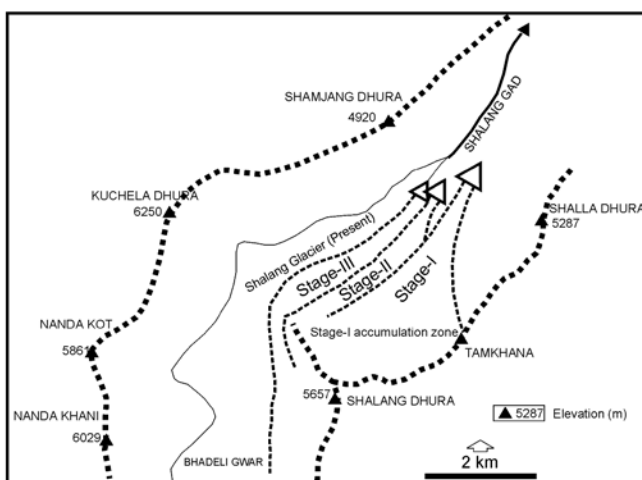 SHAMJANG DHURA
4920
SHALANG GAD
KUCHELA DHURA
6250
SHALLA DHURA
5287
Shalang Glacier (Present)
Stage-III
Stage-II
Stage-I
NANDA KOT
5861
Stage-I accumulation zone
TAMKHANA
5657
SHALANG DHURA
5287 Elevation (m)
NANDA KHANI
6029
BHADELI GWAR
2 km